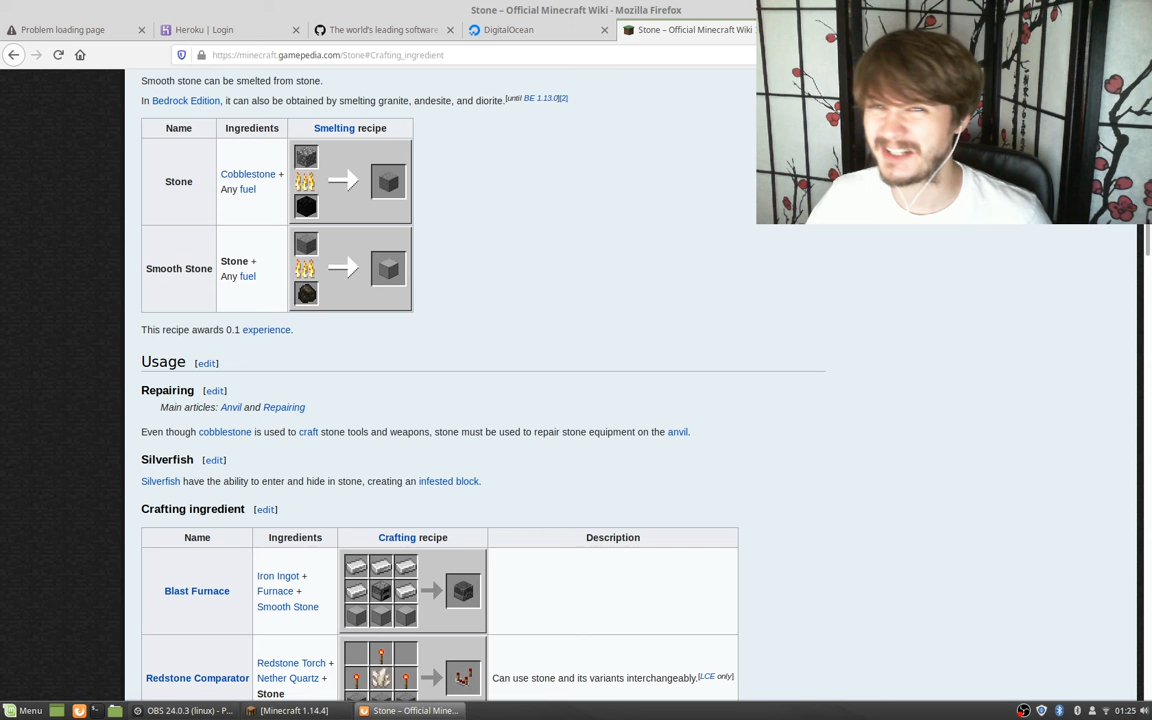 Stone – Official Minecraft Wiki - Mozilla Firefox
Problem loading page
Heroku | Login
The world's leading software
DigitalOcean
Stone – Official Minecraft Wiki
https://minecraft.gamepedia.com/Stone#Crafting_ingredient
Smooth stone can be smelted from stone.
In Bedrock Edition, it can also be obtained by smelting granite, andesite, and diorite.[until BE 1.13.0][2]
Name Ingredients Smelting recipe
Stone
Cobblestone +
Any fuel
Smooth Stone
Stone +
Any fuel
This recipe awards 0.1 experience.
Usage [edit]
Repairing [edit]
Main articles: Anvil and Repairing
Even though cobblestone is used to craft stone tools and weapons, stone must be used to repair stone equipment on the anvil.
Silverfish [edit]
Silverfish have the ability to enter and hide in stone, creating an infested block.
Crafting ingredient [edit]
Name Ingredients Crafting recipe Description
Blast Furnace
Iron Ingot +
Furnace +
Smooth Stone
Redstone Comparator
Redstone Torch +
Nether Quartz +
Stone
Can use stone and its variants interchangeably.[LCE only]
Menu
OBS 24.0.3 (linux) - P...
[Minecraft 1.14.4]
Stone – Official Mine...
01:25